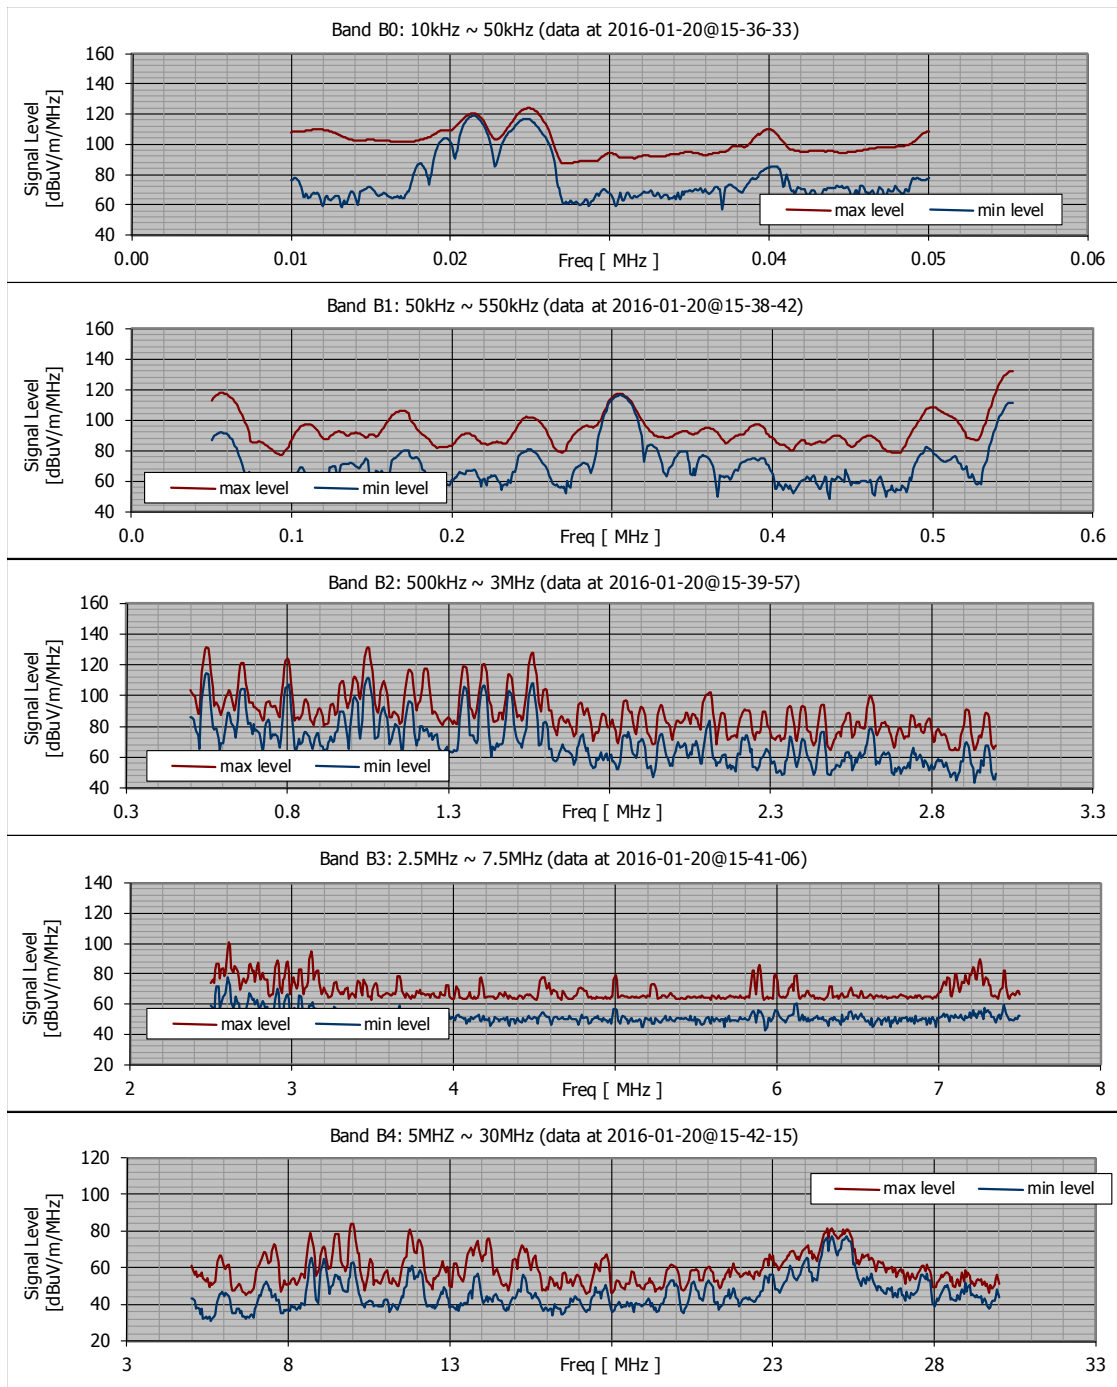 Band B0: 10kHz ~ 50kHz (data at 2016-01-20@15-36-33)
Signal Level
[dBuV/m/MHz]
160
140
120
100
80
60
40
max level min level
0.00 0.01 0.02 Freq [ MHz ] 0.04 0.05 0.06
Band B1: 50kHz ~ 550kHz (data at 2016-01-20@15-38-42)
Signal Level
[dBuV/m/MHz]
160
140
120
100
80
60
40
max level min level
0.0 0.1 0.2 Freq [ MHz ] 0.4 0.5 0.6
Band B2: 500kHz ~ 3MHz (data at 2016-01-20@15-39-57)
Signal Level
[dBuV/m/MHz]
160
140
120
100
80
60
40
max level min level
0.3 0.8 1.3 Freq [ MHz ] 2.3 2.8 3.3
Band B3: 2.5MHz ~ 7.5MHz (data at 2016-01-20@15-41-06)
Signal Level
[dBuV/m/MHz]
140
120
100
80
60
40
20
max level min level
2 3 4 Freq [ MHz ] 6 7 8
Band B4: 5MHZ ~ 30MHz (data at 2016-01-20@15-42-15)
Signal Level
[dBuV/m/MHz]
120
100
80
60
40
20
max level min level
3 8 13 Freq [ MHz ] 23 28 33